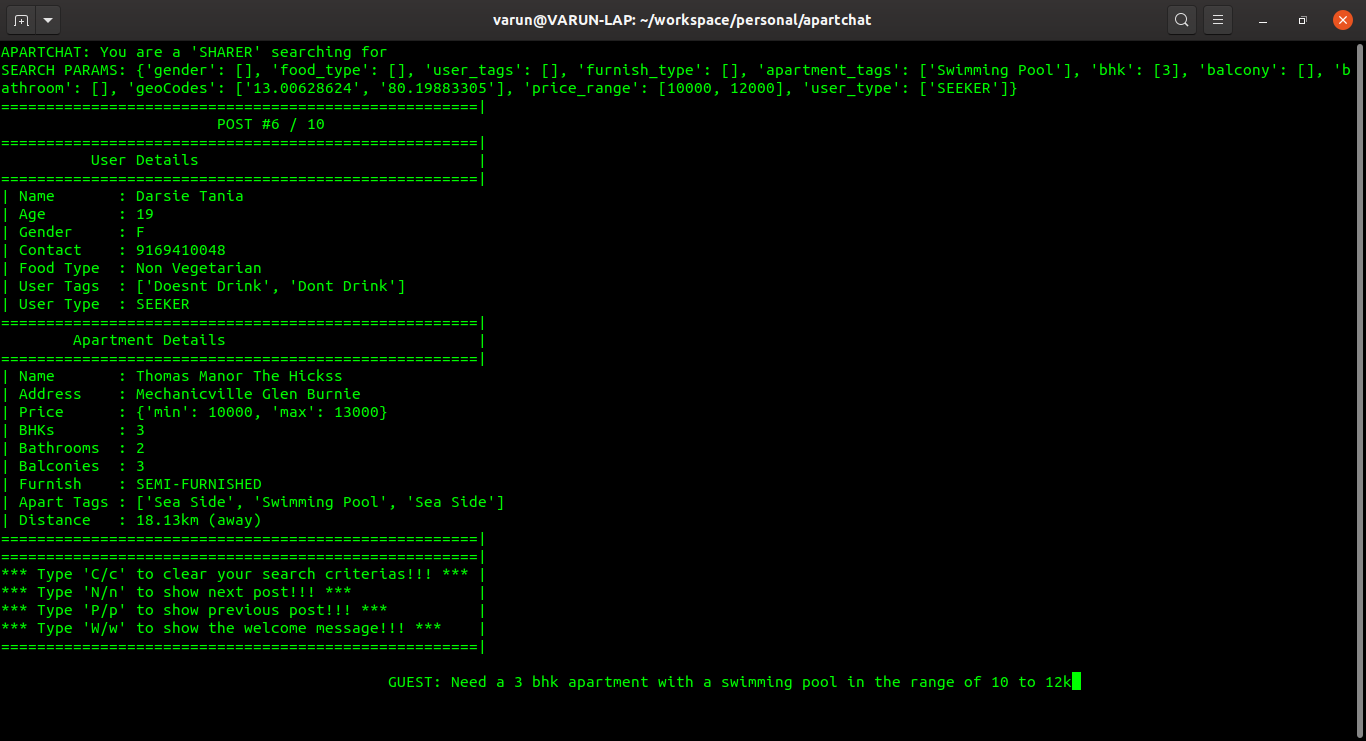 varun@VARUN-LAP: ~/workspace/personal/apartchat
APARTCHAT: You are a 'SHARER' searching for
SEARCH PARAMS: {'gender': [], 'food_type': [], 'user_tags': [], 'furnish_type': [], 'apartment_tags': ['Swimming Pool'], 'bhk': [3], 'balcony': [], 'b
athroom': [], 'geoCodes': ['13.00628624', '80.19883305'], 'price_range': [10000, 12000], 'user_type': ['SEEKER']}
=====================================================|
POST #6 / 10
=====================================================|
User Details |
=====================================================|
| Name : Darsie Tania
| Age : 19
| Gender : F
| Contact : 9169410048
| Food Type : Non Vegetarian
| User Tags : ['Doesnt Drink', 'Dont Drink']
| User Type : SEEKER
=====================================================|
Apartment Details |
=====================================================|
| Name : Thomas Manor The Hickss
| Address : Mechanicville Glen Burnie
| Price : {'min': 10000, 'max': 13000}
| BHKs : 3
| Bathrooms : 2
| Balconies : 3
| Furnish : SEMI-FURNISHED
| Apart Tags : ['Sea Side', 'Swimming Pool', 'Sea Side']
| Distance : 18.13km (away)
=====================================================|
=====================================================|
*** Type 'C/c' to clear your search criterias!!! *** |
*** Type 'N/n' to show next post!!! *** |
*** Type 'P/p' to show previous post!!! *** |
*** Type 'W/w' to show the welcome message!!! *** |
=====================================================|
GUEST: Need a 3 bhk apartment with a swimming pool in the range of 10 to 12k